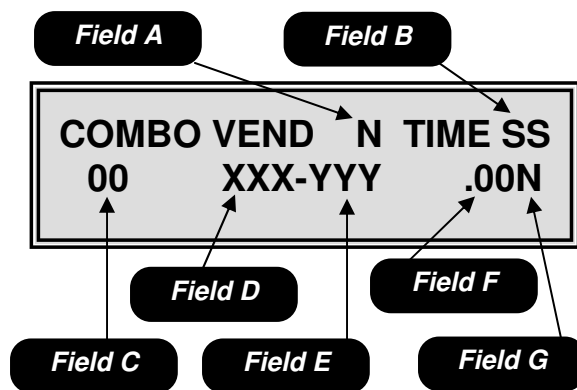 Field A Field B
COMBO VEND N TIME SS
00 XXX-YYY .00N
Field D Field F
Field C Field E Field G